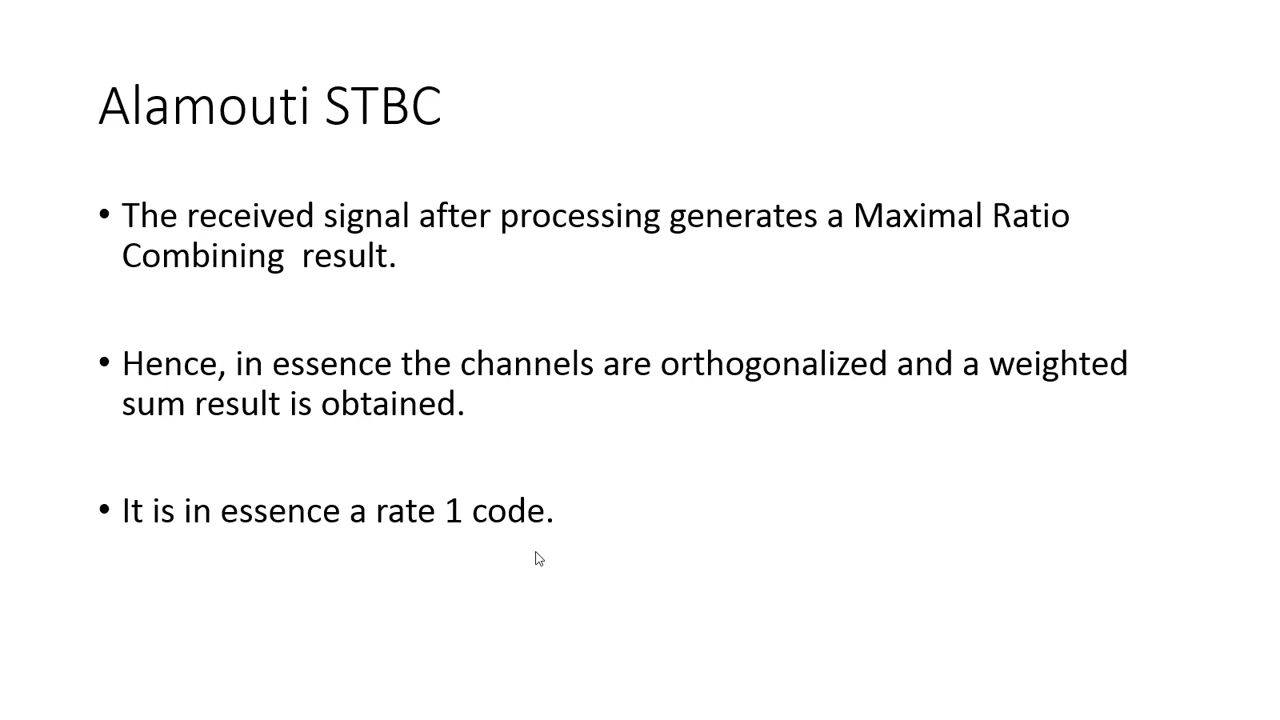 Alamouti STBC
• The received signal after processing generates a Maximal Ratio
Combining  result.
• Hence, in essence the channels are orthogonalized and a weighted
sum result is obtained.
• It is in essence a rate 1 code.